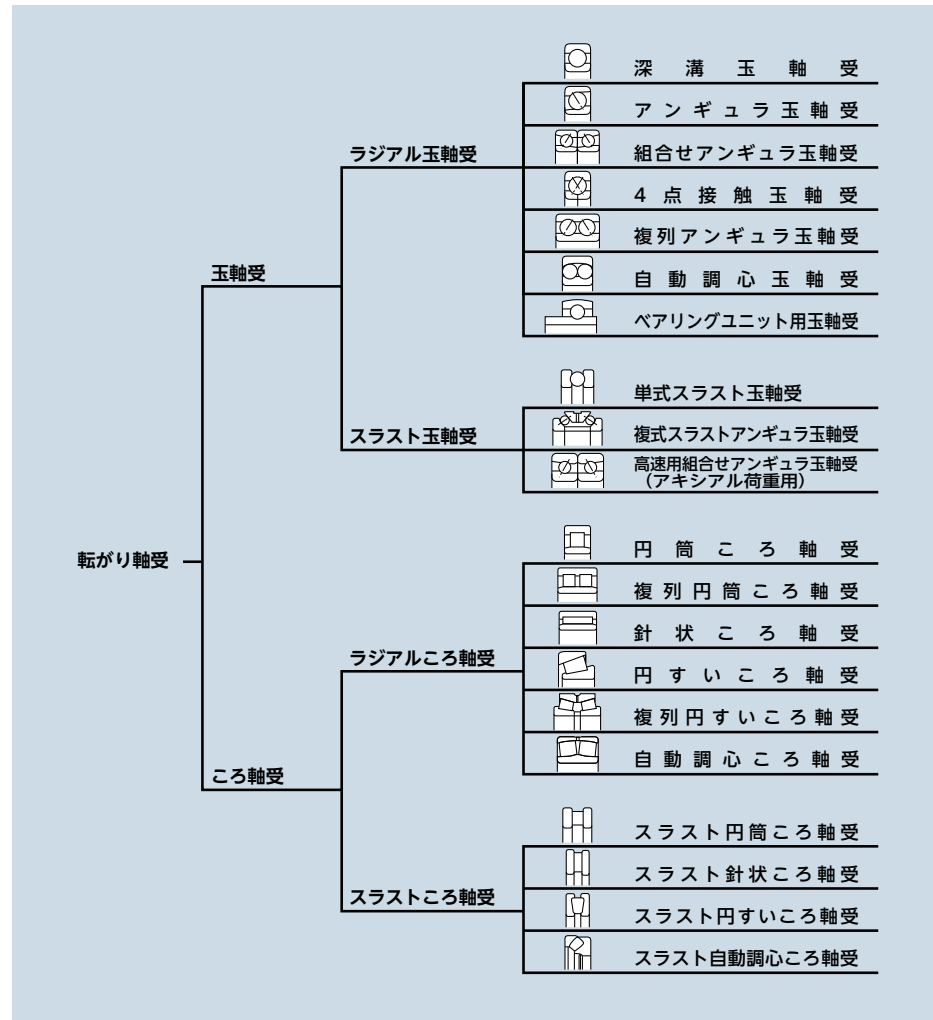 転がり軸受
玉軸受
ラジアル玉軸受
深溝玉軸受
アンギュラ玉軸受
組合せアンギュラ玉軸受
4点接触玉軸受
複列アンギュラ玉軸受
自動調心玉軸受
ベアリングユニット用玉軸受
スラスト玉軸受
単式スラスト玉軸受
複式スラストアンギュラ玉軸受
高速用組合せアンギュラ玉軸受
（アキシアル荷重用）
ころ軸受
ラジアルころ軸受
円筒ころ軸受
複列円筒ころ軸受
針状ころ軸受
円すいころ軸受
複列円すいころ軸受
自動調心ころ軸受
スラストころ軸受
スラスト円筒ころ軸受
スラスト針状ころ軸受
スラスト円すいころ軸受
スラスト自動調心ころ軸受